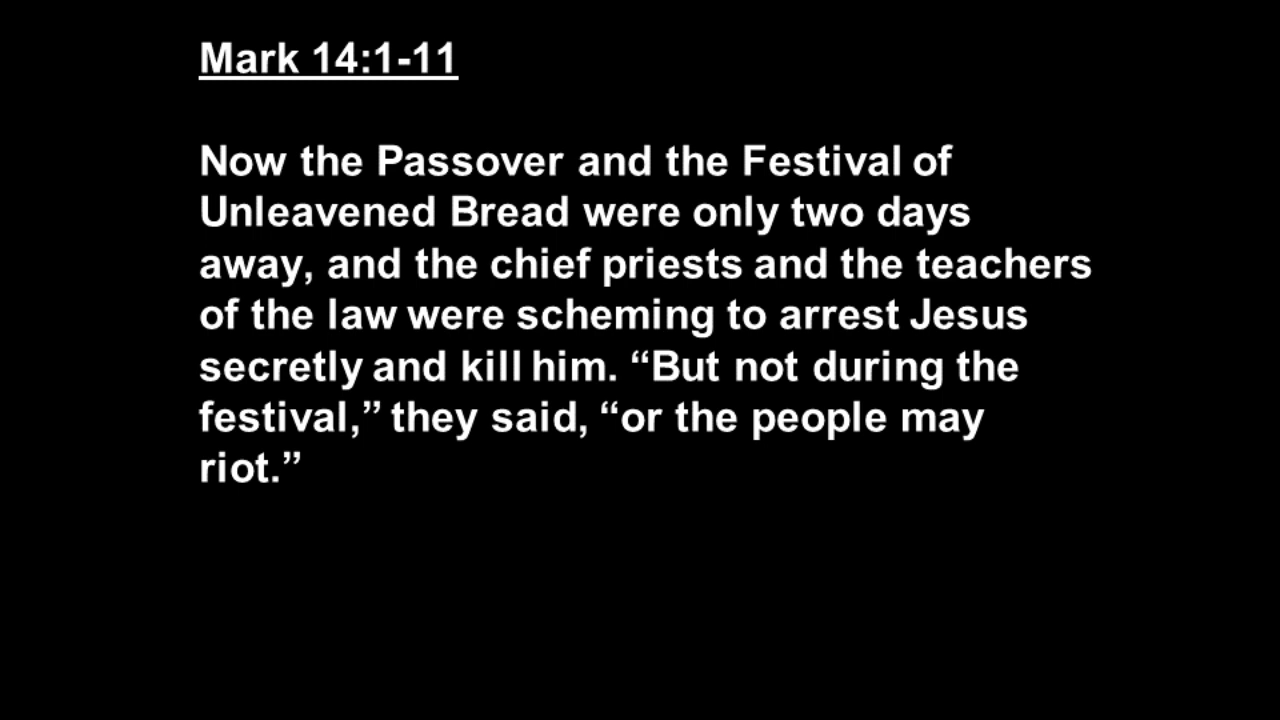 Mark 14:1-11
Now the Passover and the Festival of
Unleavened Bread were only two days
away, and the chief priests and the teachers
of the law were scheming to arrest Jesus
secretly and kill him. “But not during the
festival,” they said, “or the people may
riot.”